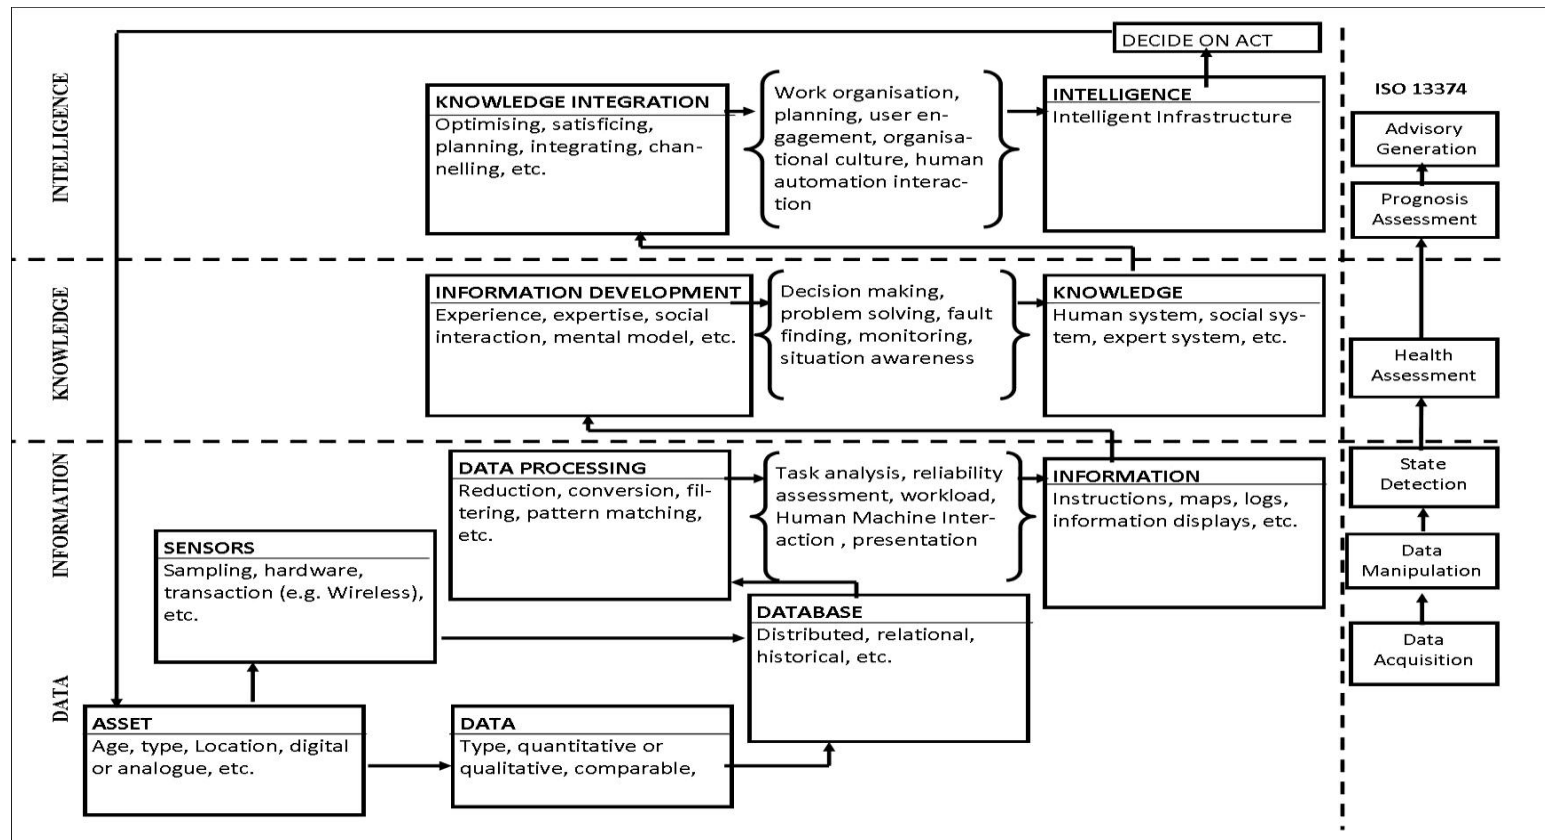 DECIDE ON ACT
INTELLIGENCE
KNOWLEDGE INTEGRATION
Optimising, satisficing,
planning, integrating, chan-
nelling, etc.
Work organisation,
planning, user en-
gagement, organisa-
tional culture, human
automation interac-
tion
INTELLIGENCE
Intelligent Infrastructure
KNOWLEDGE
INFORMATION DEVELOPMENT
Experience, expertise, social
interaction, mental model, etc.
Decision making,
problem solving, fault
finding, monitoring,
situation awareness
KNOWLEDGE
Human system, social sys-
tem, expert system, etc.
INFORMATION
DATA PROCESSING
Reduction, conversion, fil-
tering, pattern matching,
etc.
Task analysis, reliability
assessment, workload,
Human Machine Inter-
action , presentation
INFORMATION
Instructions, maps, logs,
information displays, etc.
SENSORS
Sampling, hardware,
transaction (e.g. Wireless),
etc.
DATABASE
Distributed, relational,
historical, etc.
DATA
ASSET
Age, type, Location, digital
or analogue, etc.
DATA
Type, quantitative or
qualitative, comparable,
ISO 13374
Advisory
Generation
Prognosis
Assessment
Health
Assessment
State
Detection
Data
Manipulation
Data
Acquisition